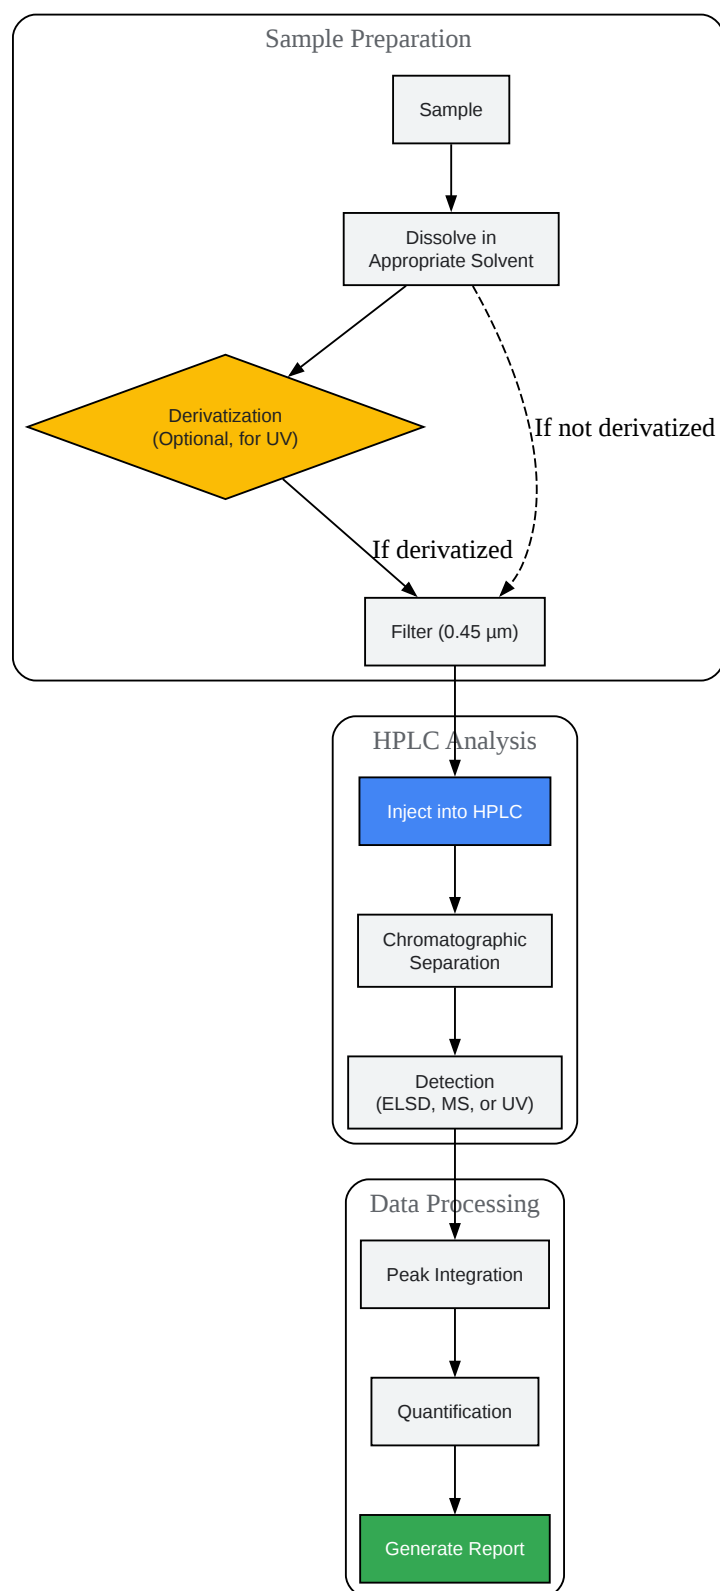 Sample Preparation
Sample
Dissolve in
Appropriate Solvent
Derivatization
(Optional, for UV)
If not derivatized
If derivatized
Filter (0.45 µm)
HPLC Analysis
Inject into HPLC
Chromatographic
Separation
Detection
(ELSD, MS, or UV)
Data Processing
Peak Integration
Quantification
Generate Report